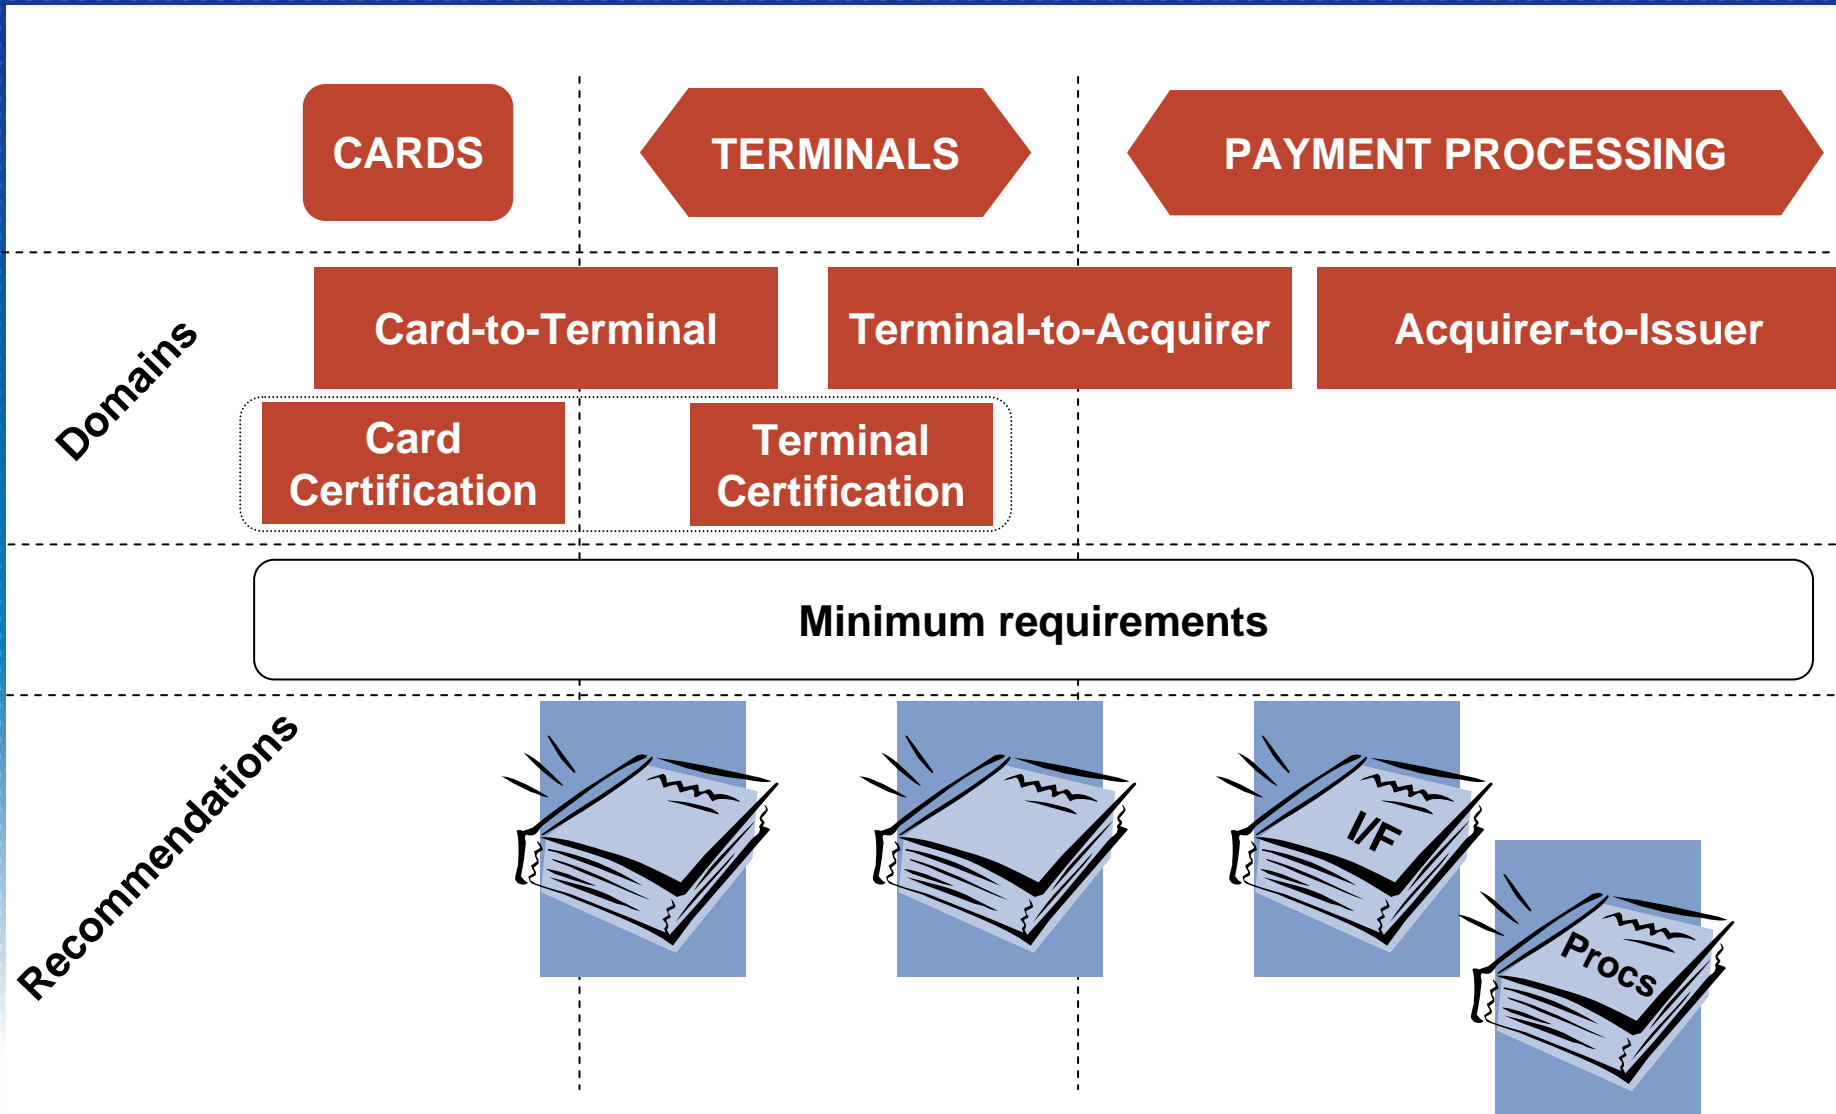 CARDS
TERMINALS
PAYMENT PROCESSING
Domains
Card-to-Terminal
Terminal-to-Acquirer
Acquirer-to-Issuer
Card
Certification
Terminal
Certification
Minimum requirements
Recommendations
I/F
Procs